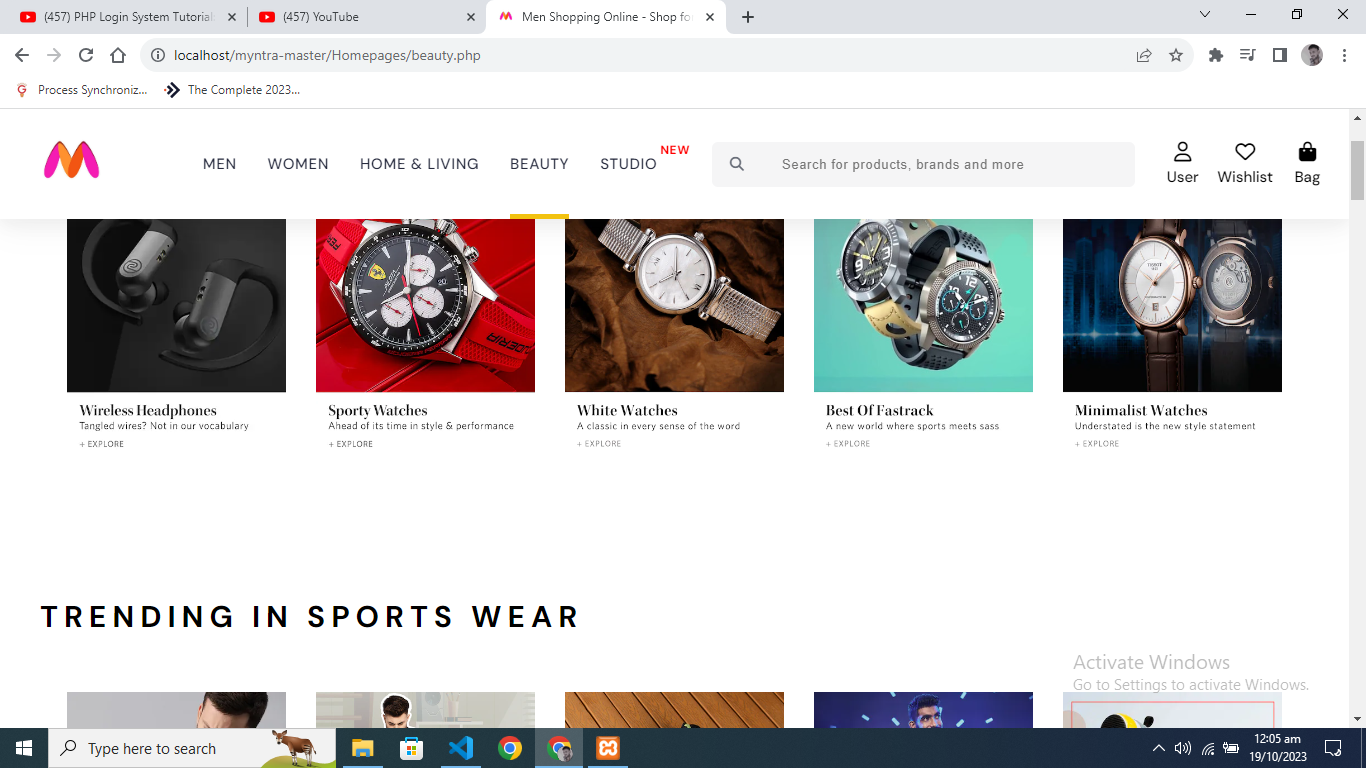 (457) PHP Login System Tutorial
(457) YouTube
Men Shopping Online - Shop for
localhost/myntra-master/Homepages/beauty.php
Process Synchroniz...
The Complete 2023...
MEN
WOMEN
HOME & LIVING
BEAUTY
STUDIO
NEW
Search for products, brands and more
User
Wishlist
Bag
Wireless Headphones
Tangled wires? Not in our vocabulary
+ EXPLORE
Sporty Watches
Ahead of its time in style & performance
+ EXPLORE
White Watches
A classic in every sense of the word
+ EXPLORE
Best Of Fastrack
A new world where sports meets sass
+ EXPLORE
TISSOT
Minimalist Watches
Understated is the new style statement
+ EXPLORE
TRENDING IN SPORTS WEAR
Activate Windows
Go to Settings to activate Windows.
Type here to search
12:05 am
19/10/2023